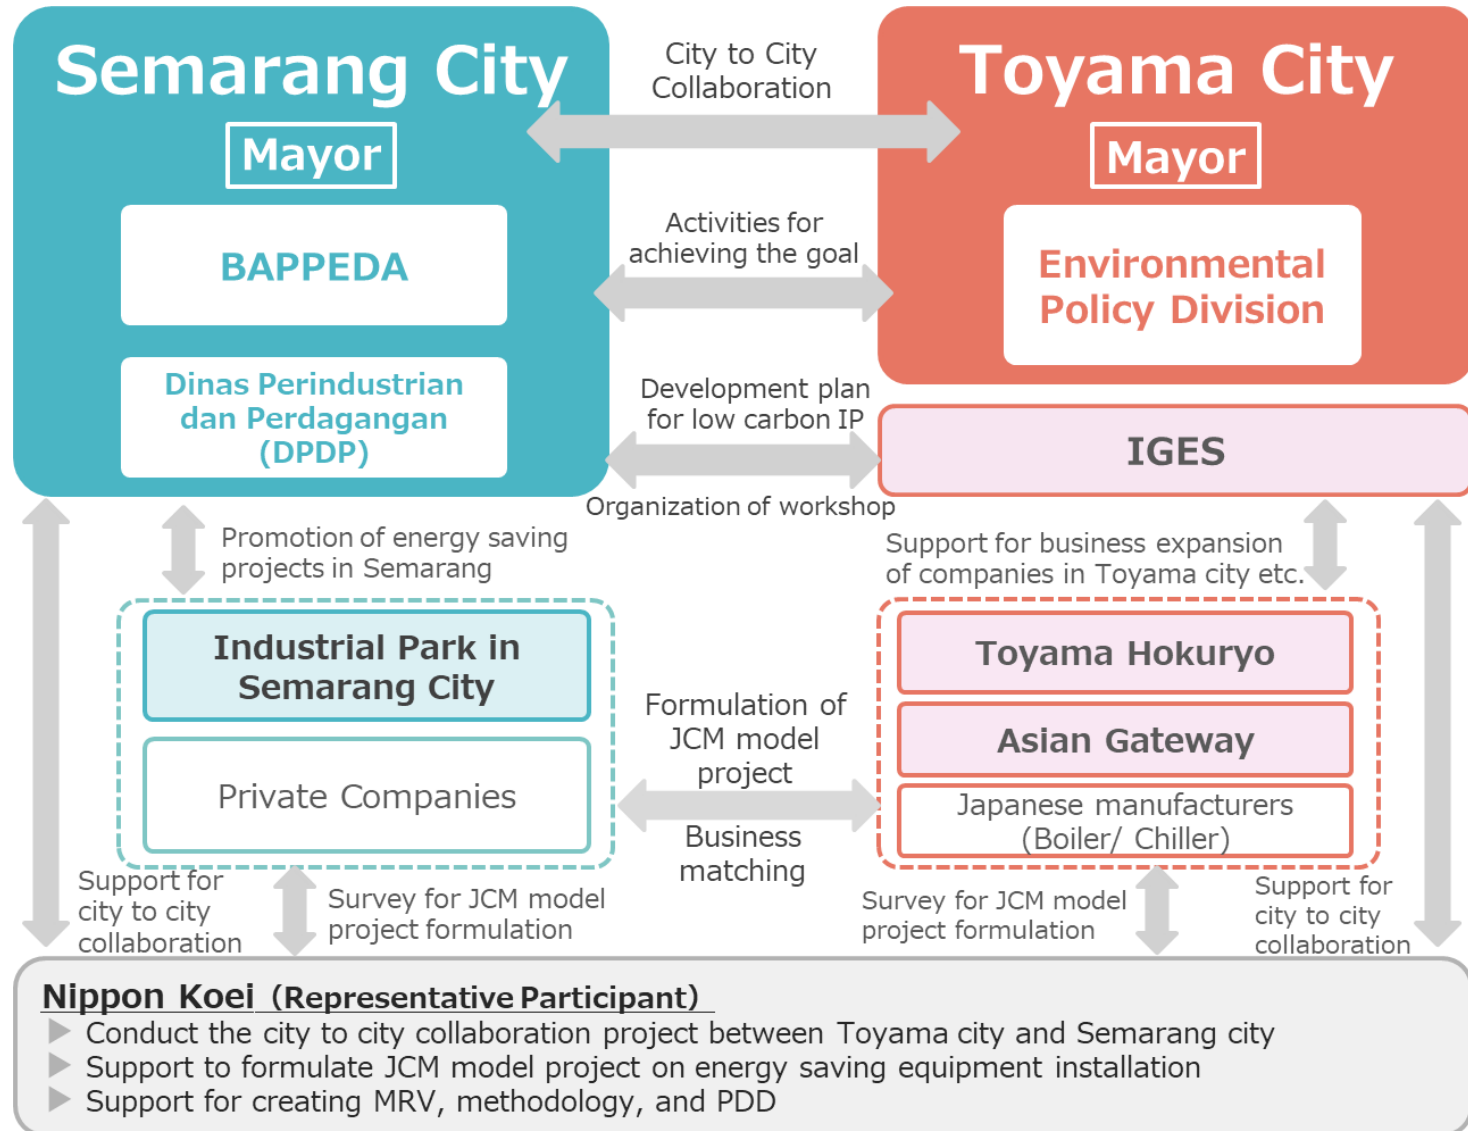 Semarang City
Mayor
BAPPEDA
Dinas Perindustrian
dan Perdagangan
(DPDP)
City to City
Collaboration
Activities for
achieving the goal
Development plan
for low carbon IP
Organization of workshop
Toyama City
Mayor
Environmental
Policy Division
IGES
Promotion of energy saving
projects in Semarang
Support for business expansion
of companies in Toyama city etc.
Industrial Park in
Semarang City
Private Companies
Formulation of
JCM model
project
Business
matching
Toyama Hokuryo
Asian Gateway
Japanese manufacturers
(Boiler/ Chiller)
Support for
city to city
collaboration
Survey for JCM model
project formulation
Survey for JCM model
project formulation
Support for
city to city
collaboration
Nippon Koei (Representative Participant)
▶ Conduct the city to city collaboration project between Toyama city and Semarang city
▶ Support to formulate JCM model project on energy saving equipment installation
▶ Support for creating MRV, methodology, and PDD